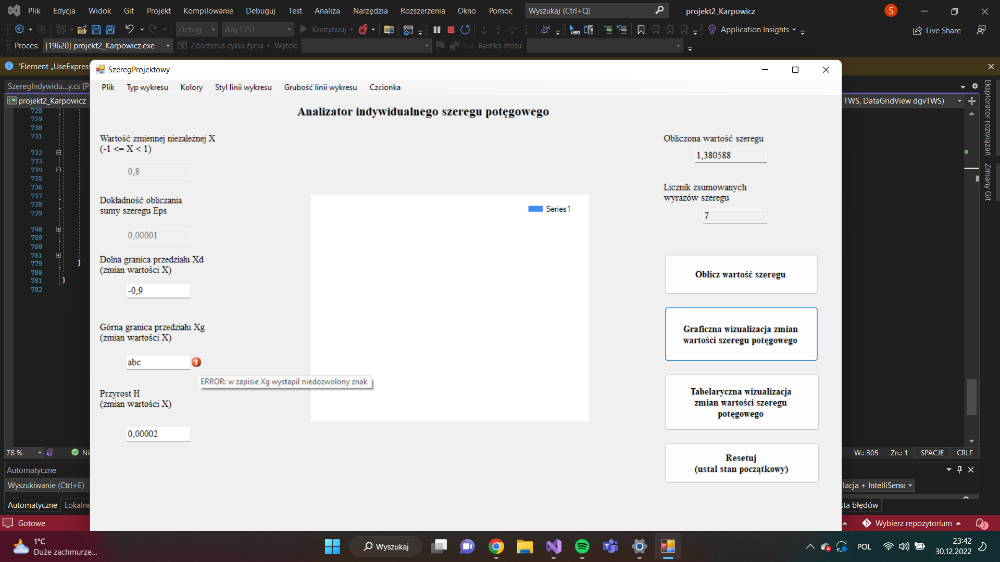 Plik Edycja Widok Git Projekt Kompilowanie Debuguj Test Analiza Narzędzia Rozszerzenia Okno Pomoc Wyszukaj (Ctrl+Q) projekt2_Karpowicz S
Debug Any CPU Kontynuuj Application Insights Live Share
Proces: [19620] projekt2_Karpowicz.exe Zdarzenia cyklu życia Wątek: Ramka stosu:
'Element „UseExpress
SzeregProjektowy
SzeregIndywidu...y.cs [P
Plik Typ wykresu Kolory Styl linii wykresu Grubość linii wykresu Czcionka
C# projekt2_Karpowicz
TWS, DataGridView dgvTWS)
Eksplorator rozwiązań
Zmiany Git
728
729
730
731
732
733
734
735
736
737
738
739
740
759
760
761
779 }
780
781 }
782
Analizator indywidualnego szeregu potęgowego
Wartość zmiennej niezależnej X
(-1 <= X < 1)
0,8
Dokładność obliczania
sumy szeregu Eps
0,00001
Dolna granica przedziału Xd
(zmian wartości X)
-0,9
Górna granica przedziału Xg
(zmian wartości X)
abc
ERROR: w zapisie Xg wystapil niedozwolony znak
Przyrost H
(zmian wartości X)
0,00002
Series1
Obliczona wartość szeregu
1,380588
Licznik zsumowanych
wyrazów szeregu
7
Oblicz wartość szeregu
Graficzna wizualizacja zmian
wartości szeregu potęgowego
Tabelaryczna wizualizacja
zmian wartości szeregu
potęgowego
Resetuj
(ustal stan początkowy)
78 % Ni
W.: 305 Zn.: 1 SPACJE CRLF
Automatyczne
Wyszukiwanie (Ctrl+E)
lacja + IntelliSense
Automatyczne Lokalne
sta błędów
Gotowe
Wybierz repozytorium 2
1°C
Duże zachmurze...
Wyszukaj
POL
23:42
30.12.2022